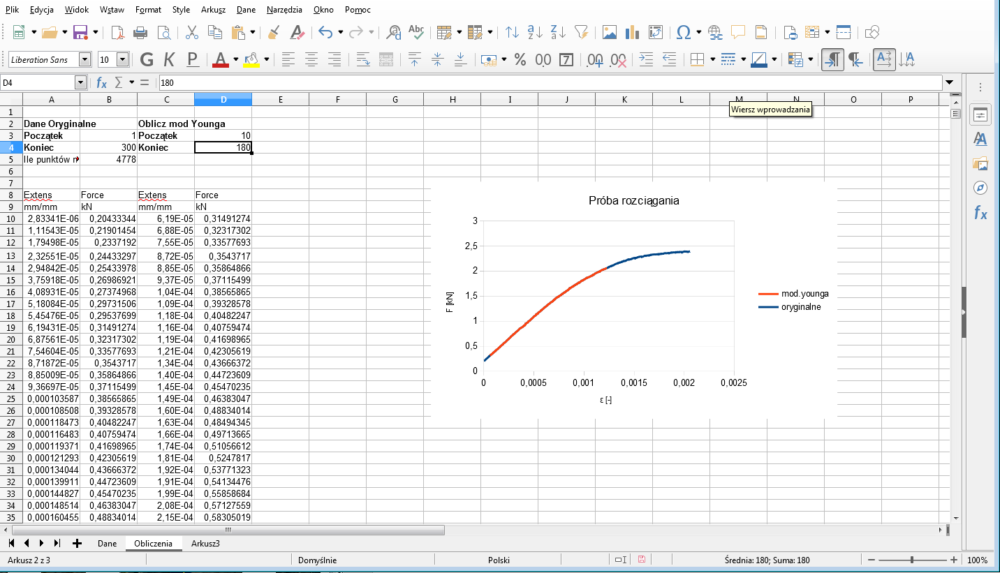 Plik Edycja Widok Wstaw Format Style Arkusz Dane Narzędzia Okno Pomoc
Liberation Sans 10 G K P
D4 180
A B C D E F G H I J K L M N O P
Wiersz wprowadzania
1
2 Dane Oryginalne Oblicz mod Younga
3 Początek 1 Początek 10
4 Koniec 300 Koniec 180
5 Ile punktów 4778
6
7
8 Extens Force Extens Force
9 mm/mm kN mm/mm kN
10 2,83341E-06 0,20433344 6,19E-05 0,31491274
11 1,11543E-05 0,21901454 6,88E-05 0,32317302
12 1,79498E-05 0,2337192 7,55E-05 0,33577693
13 2,32551E-05 0,24433297 8,72E-05 0,3543717
14 2,94842E-05 0,25433978 8,85E-05 0,35864866
15 3,75918E-05 0,26986921 9,37E-05 0,37115499
16 4,08931E-05 0,27374968 1,04E-04 0,38565865
17 5,18084E-05 0,29731506 1,09E-04 0,39328578
18 5,45476E-05 0,29537699 1,18E-04 0,40482247
19 6,19431E-05 0,31491274 1,16E-04 0,40759474
20 6,87561E-05 0,32317302 1,19E-04 0,41698965
21 7,54604E-05 0,33577693 1,21E-04 0,42305619
22 8,71872E-05 0,3543717 1,34E-04 0,43666372
23 8,85009E-05 0,35864866 1,40E-04 0,44723609
24 9,36697E-05 0,37115499 1,45E-04 0,45470235
25 0,000103587 0,38565865 1,49E-04 0,46383047
26 0,000108508 0,39328578 1,60E-04 0,48834014
27 0,000118473 0,40482247 1,63E-04 0,48494345
28 0,000116483 0,40759474 1,66E-04 0,49713665
29 0,000119371 0,41698965 1,74E-04 0,51056612
30 0,000121293 0,42305619 1,81E-04 0,5247817
31 0,000134044 0,43666372 1,92E-04 0,53771323
32 0,000139911 0,44723609 1,91E-04 0,54134476
33 0,000144827 0,45470235 1,99E-04 0,55858684
34 0,000148514 0,46383047 2,08E-04 0,57127559
35 0,000160455 0,48834014 2,15E-04 0,58305019
Próba rozciągania
3
2,5
2
1,5
1
0,5
0
F [kN]
0 0,0005 0,001 0,0015 0,002 0,0025
ε [-]
mod.younga
oryginalne
Dane Obliczenia Arkusz3
Arkusz 2 z 3 Domyślnie Polski Średnia: 180; Suma: 180 100%